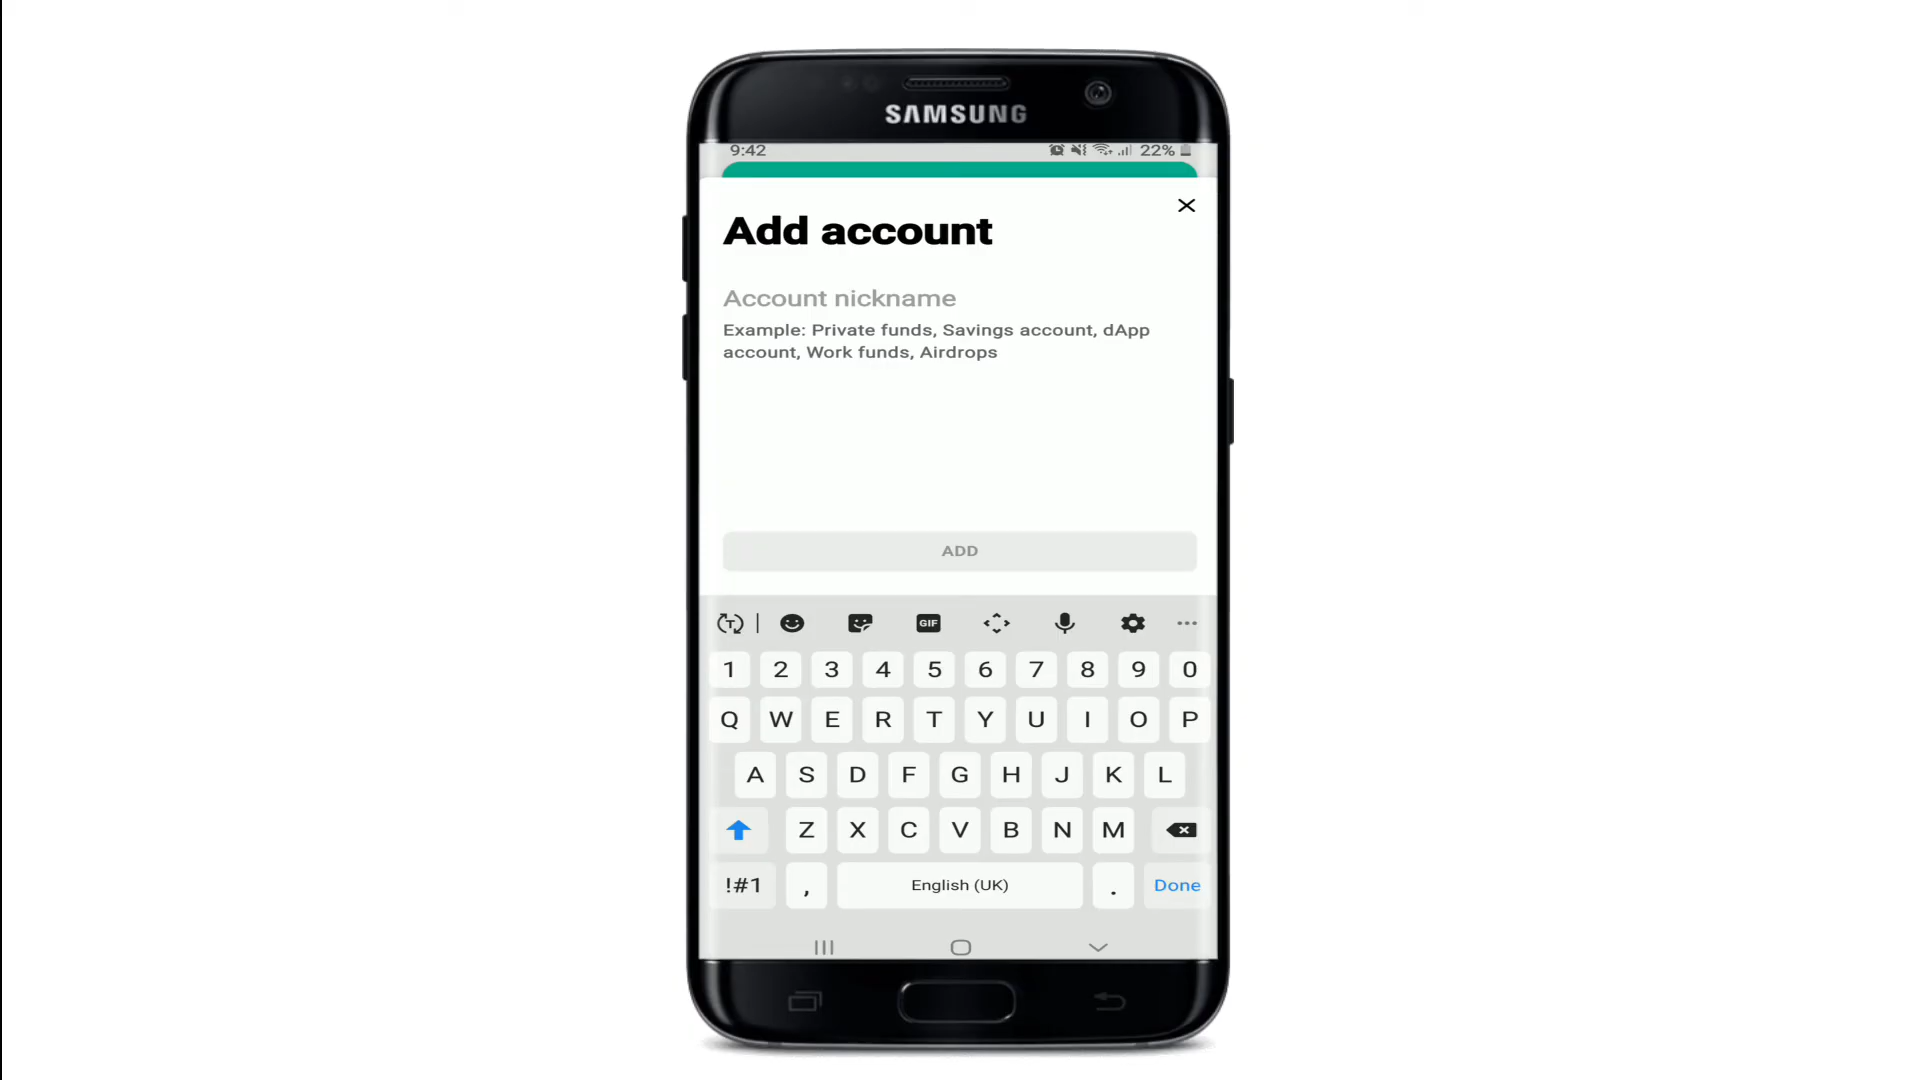 SAMSUNG
9:42 22%
Add account
Account nickname
Example: Private funds, Savings account, dApp
account, Work funds, Airdrops
ADD
T GIF
1 2 3 4 5 6 7 8 9 0
Q W E R T Y U I O P
A S D F G H J K L
Z X C V B N M
!#1 , English (UK) . Done